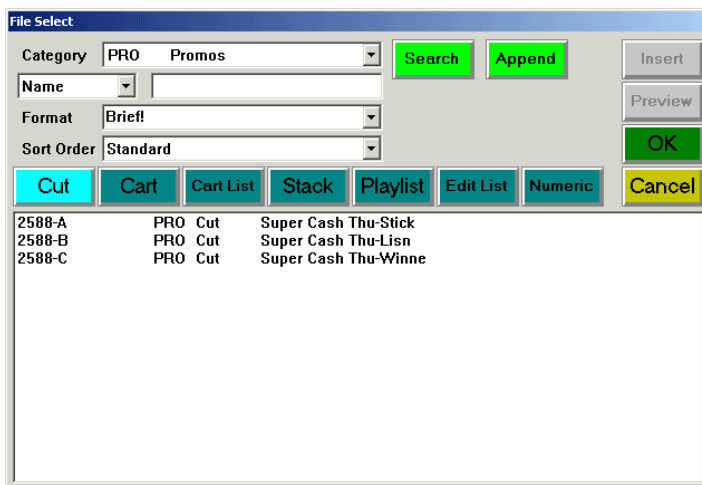 File Select
Category PRO Promos Search Append Insert
Name Preview
Format Brief!
Sort Order Standard OK
Cut Cart Cart List Stack Playlist Edit List Numeric Cancel
2588-A PRO Cut Super Cash Thu-Stick
2588-B PRO Cut Super Cash Thu-Lisn
2588-C PRO Cut Super Cash Thu-Winne